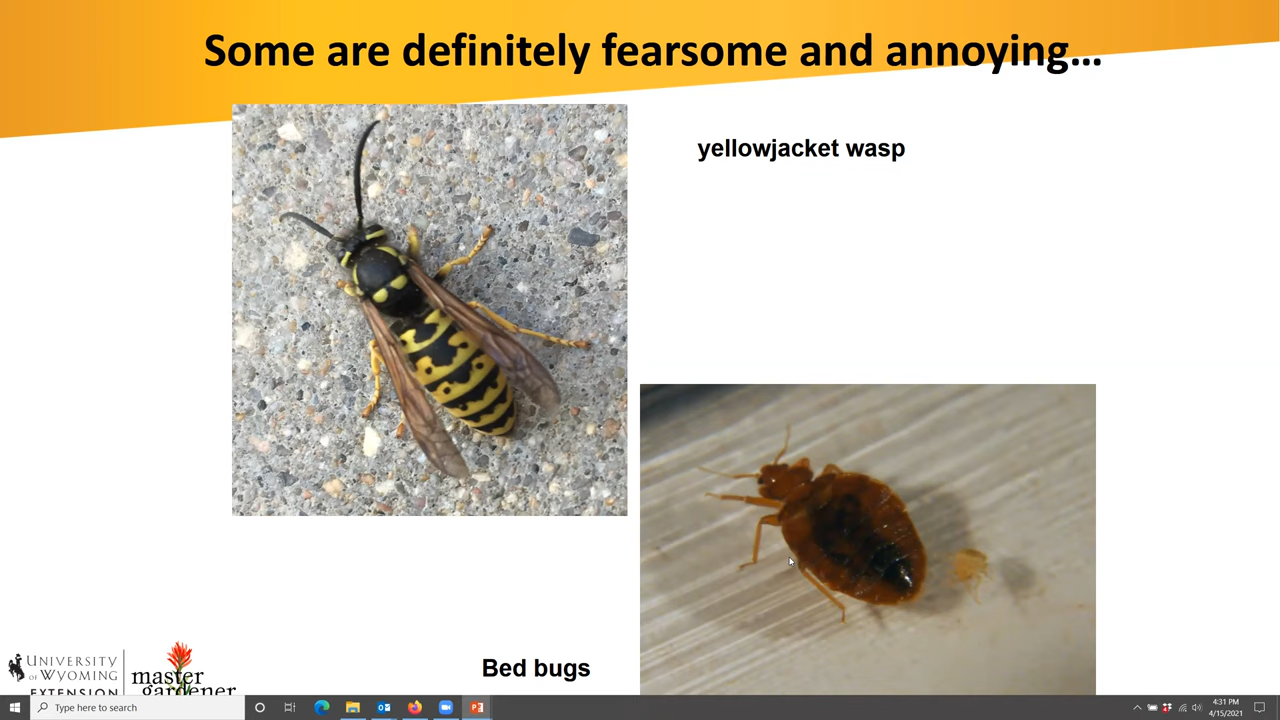 Some are definitely fearsome and annoying...
yellowjacket wasp
Bed bugs
UNIVERSITY
OF WYOMING
EXTENSION
master
gardener
Type here to search
4:31 PM
4/15/2021